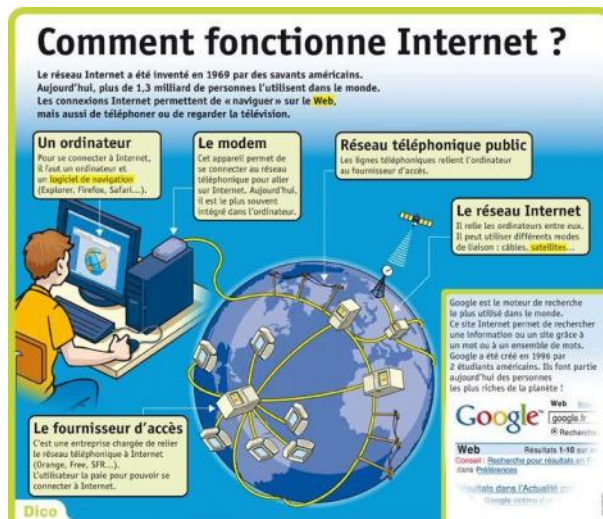 Comment fonctionne Internet ?
Le réseau Internet a été inventé en 1969 par des savants américains.
Aujourd'hui, plus de 1,3 milliard de personnes l'utilisent dans le monde.
Les connexions Internet permettent de « naviguer » sur le Web,
mais aussi de téléphoner ou de regarder la télévision.
Un ordinateur
Pour se connecter à Internet,
il faut un ordinateur et
un logiciel de navigation
(Explorer, Firefox, Safari...).
Le modem
Cet appareil permet de
se connecter au réseau
téléphonique pour aller
sur Internet. Aujourd'hui,
il est le plus souvent
intégré dans l'ordinateur.
Réseau téléphonique public
Les lignes téléphoniques relient l'ordinateur
au fournisseur d'accès.
Le réseau Internet
Il relie les ordinateurs entre eux.
Il peut utiliser différents modes
de liaison : câbles, satellites...
Le fournisseur d'accès
C'est une entreprise chargée de relier
le réseau téléphonique à Internet
(Orange, Free, SFR...).
L'utilisateur la paie pour pouvoir se
connecter à Internet.
Google est le moteur de recherche
le plus utilisé dans le monde.
Ce site Internet permet de rechercher
une information ou un site grâce à
un mot ou à un ensemble de mots.
Google a été créé en 1996 par
2 étudiants américains. Ils font partie
aujourd'hui des personnes
les plus riches de la planète !
Google
Web
google.fr
Recherche
Web Résultats 1-10 sur
Conseil : Recherche pour résultats en
dans Préférences
Résultats dans l'Actualité
Google
Dico